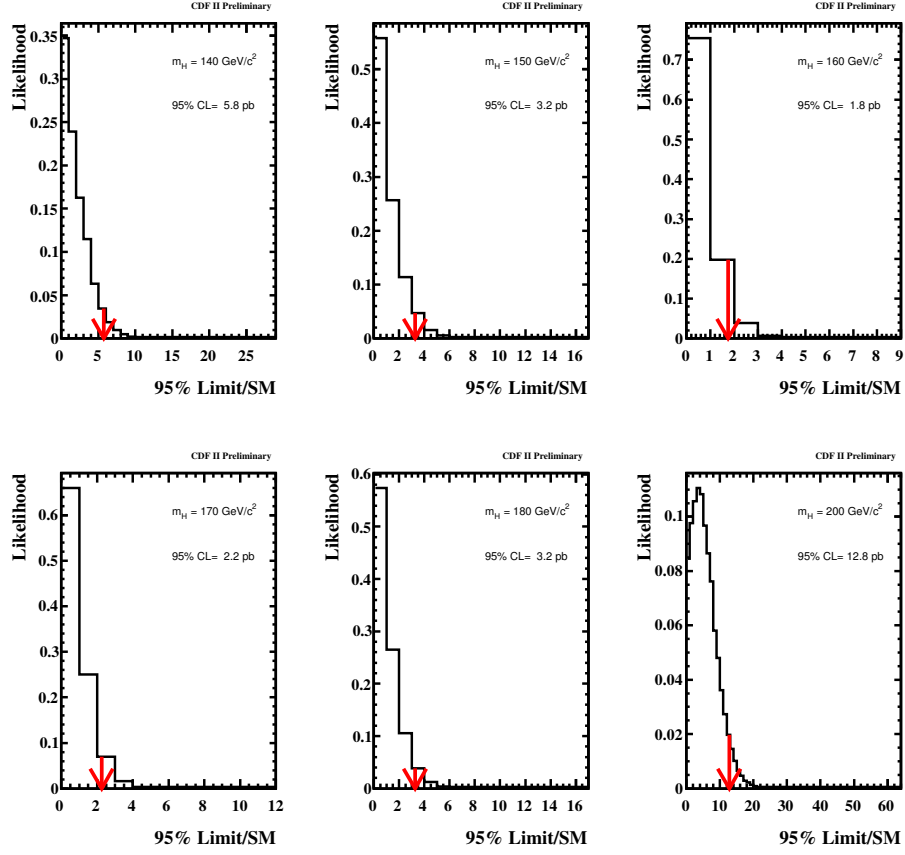 CDF II Preliminary
Likelihood
m_H = 140 GeV/c²
95% CL= 5.8 pb
0.35
0.3
0.25
0.2
0.15
0.1
0.05
0
0 5 10 15 20 25
95% Limit/SM
CDF II Preliminary
Likelihood
m_H = 150 GeV/c²
95% CL= 3.2 pb
0.5
0.4
0.3
0.2
0.1
0
0 2 4 6 8 10 12 14 16
95% Limit/SM
CDF II Preliminary
Likelihood
m_H = 160 GeV/c²
95% CL= 1.8 pb
0.7
0.6
0.5
0.4
0.3
0.2
0.1
0
0 1 2 3 4 5 6 7 8 9
95% Limit/SM
CDF II Preliminary
Likelihood
m_H = 170 GeV/c²
95% CL= 2.2 pb
0.6
0.5
0.4
0.3
0.2
0.1
0
0 2 4 6 8 10 12
95% Limit/SM
CDF II Preliminary
Likelihood
m_H = 180 GeV/c²
95% CL= 3.2 pb
0.6
0.5
0.4
0.3
0.2
0.1
0
0 2 4 6 8 10 12 14 16
95% Limit/SM
CDF II Preliminary
Likelihood
m_H = 200 GeV/c²
95% CL= 12.8 pb
0.1
0.08
0.06
0.04
0.02
0
0 10 20 30 40 50 60
95% Limit/SM